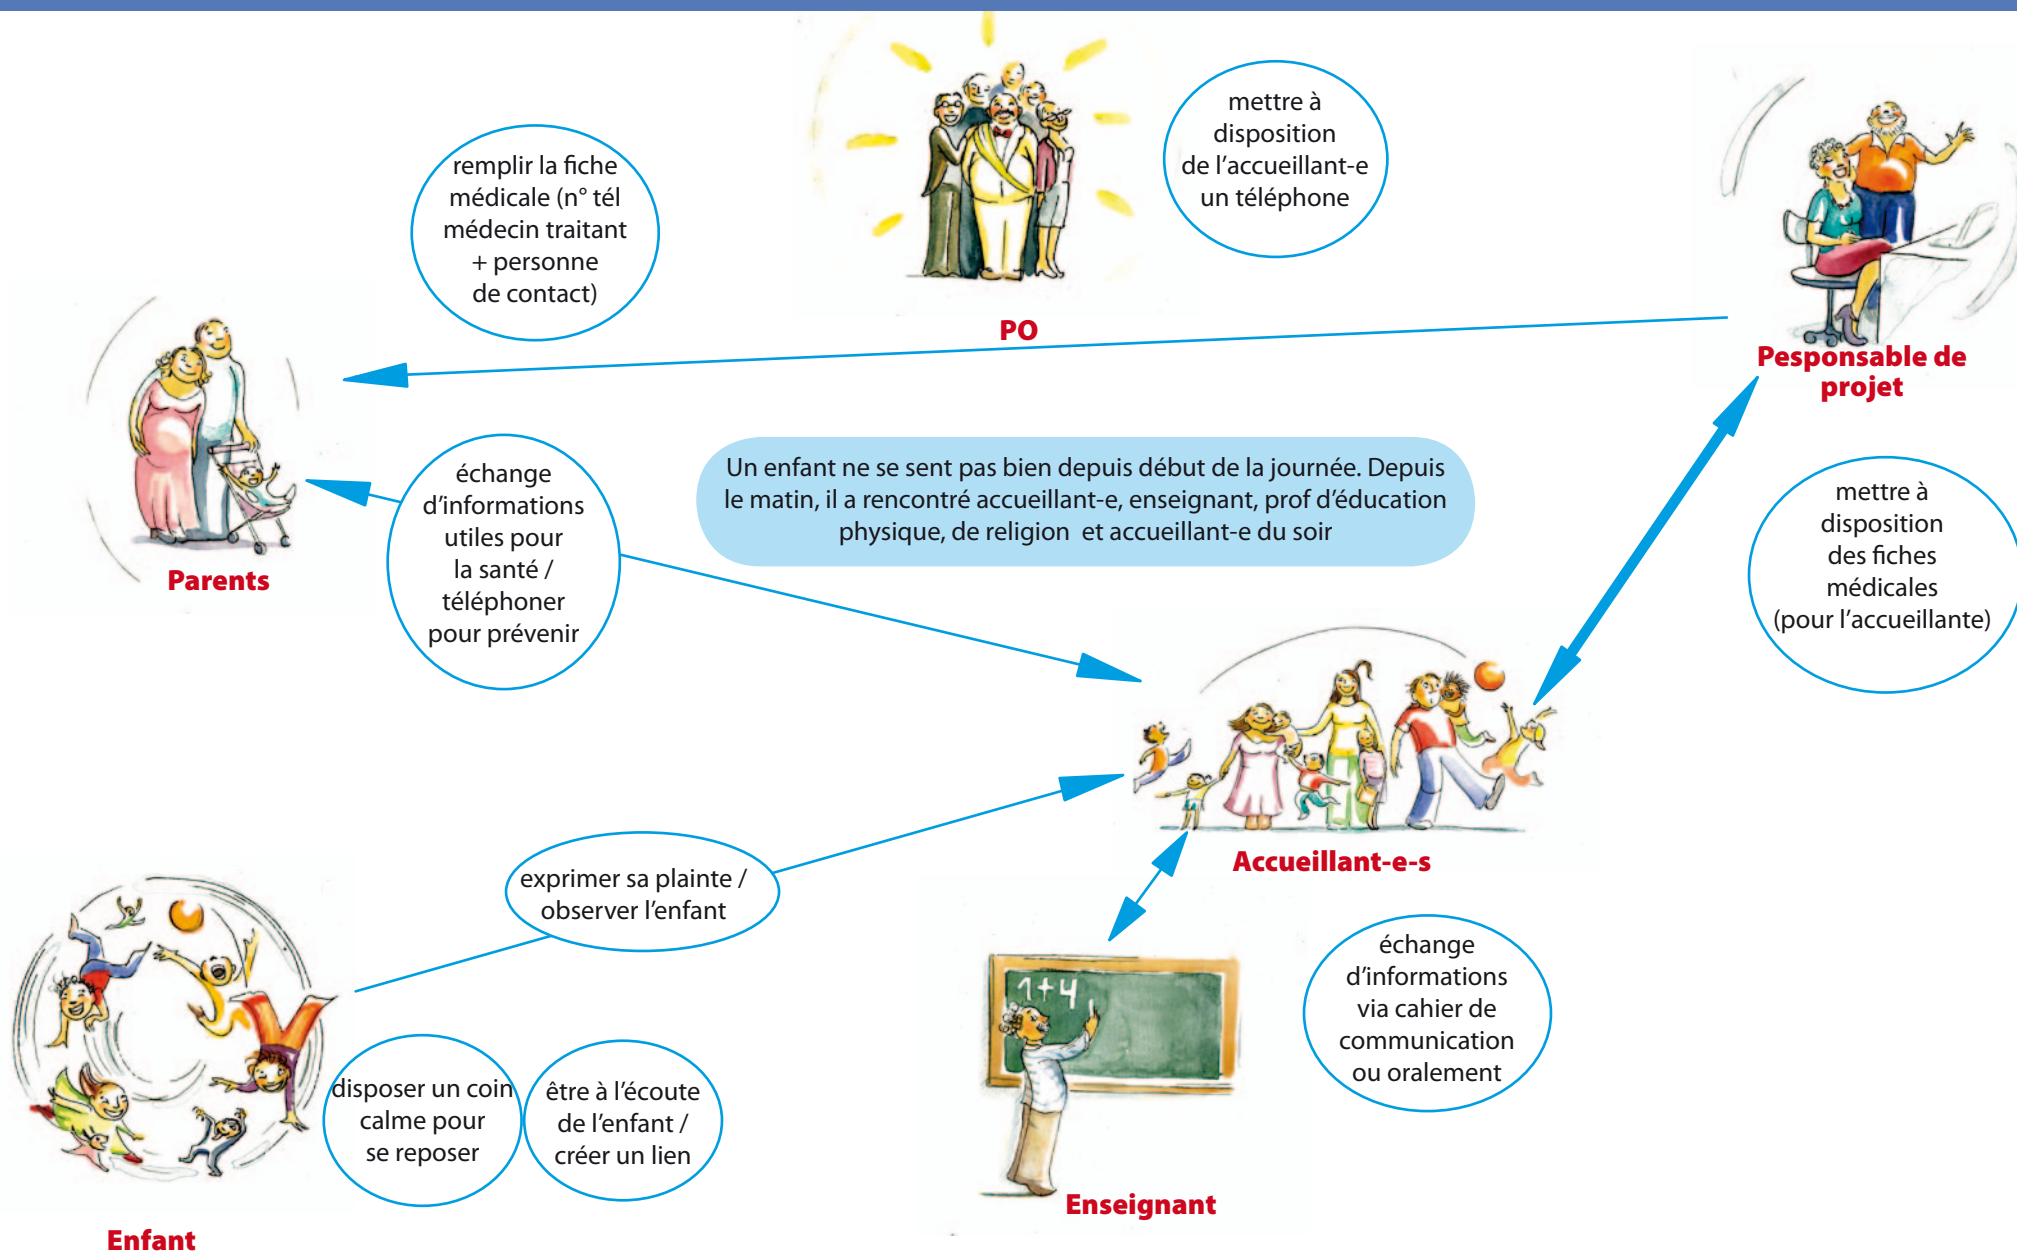 mettre à
disposition
de l'accueillant-e
un téléphone
remplir la fiche
médicale (n° tél
médecin traitant
+ personne
de contact)
PO
Pesponsable de
projet
Un enfant ne se sent pas bien depuis début de la journée. Depuis
le matin, il a rencontré accueillant-e, enseignant, prof d'éducation
physique, de religion et accueillant-e du soir
échange
d'informations
utiles pour
la santé /
téléphoner
pour prévenir
mettre à
disposition
des fiches
médicales
(pour l'accueillante)
Parents
Accueillant-e-s
exprimer sa plainte /
observer l'enfant
échange
d'informations
via cahier de
communication
ou oralement
1+4
disposer un coin
calme pour
se reposer
être à l'écoute
de l'enfant /
créer un lien
Enseignant
Enfant